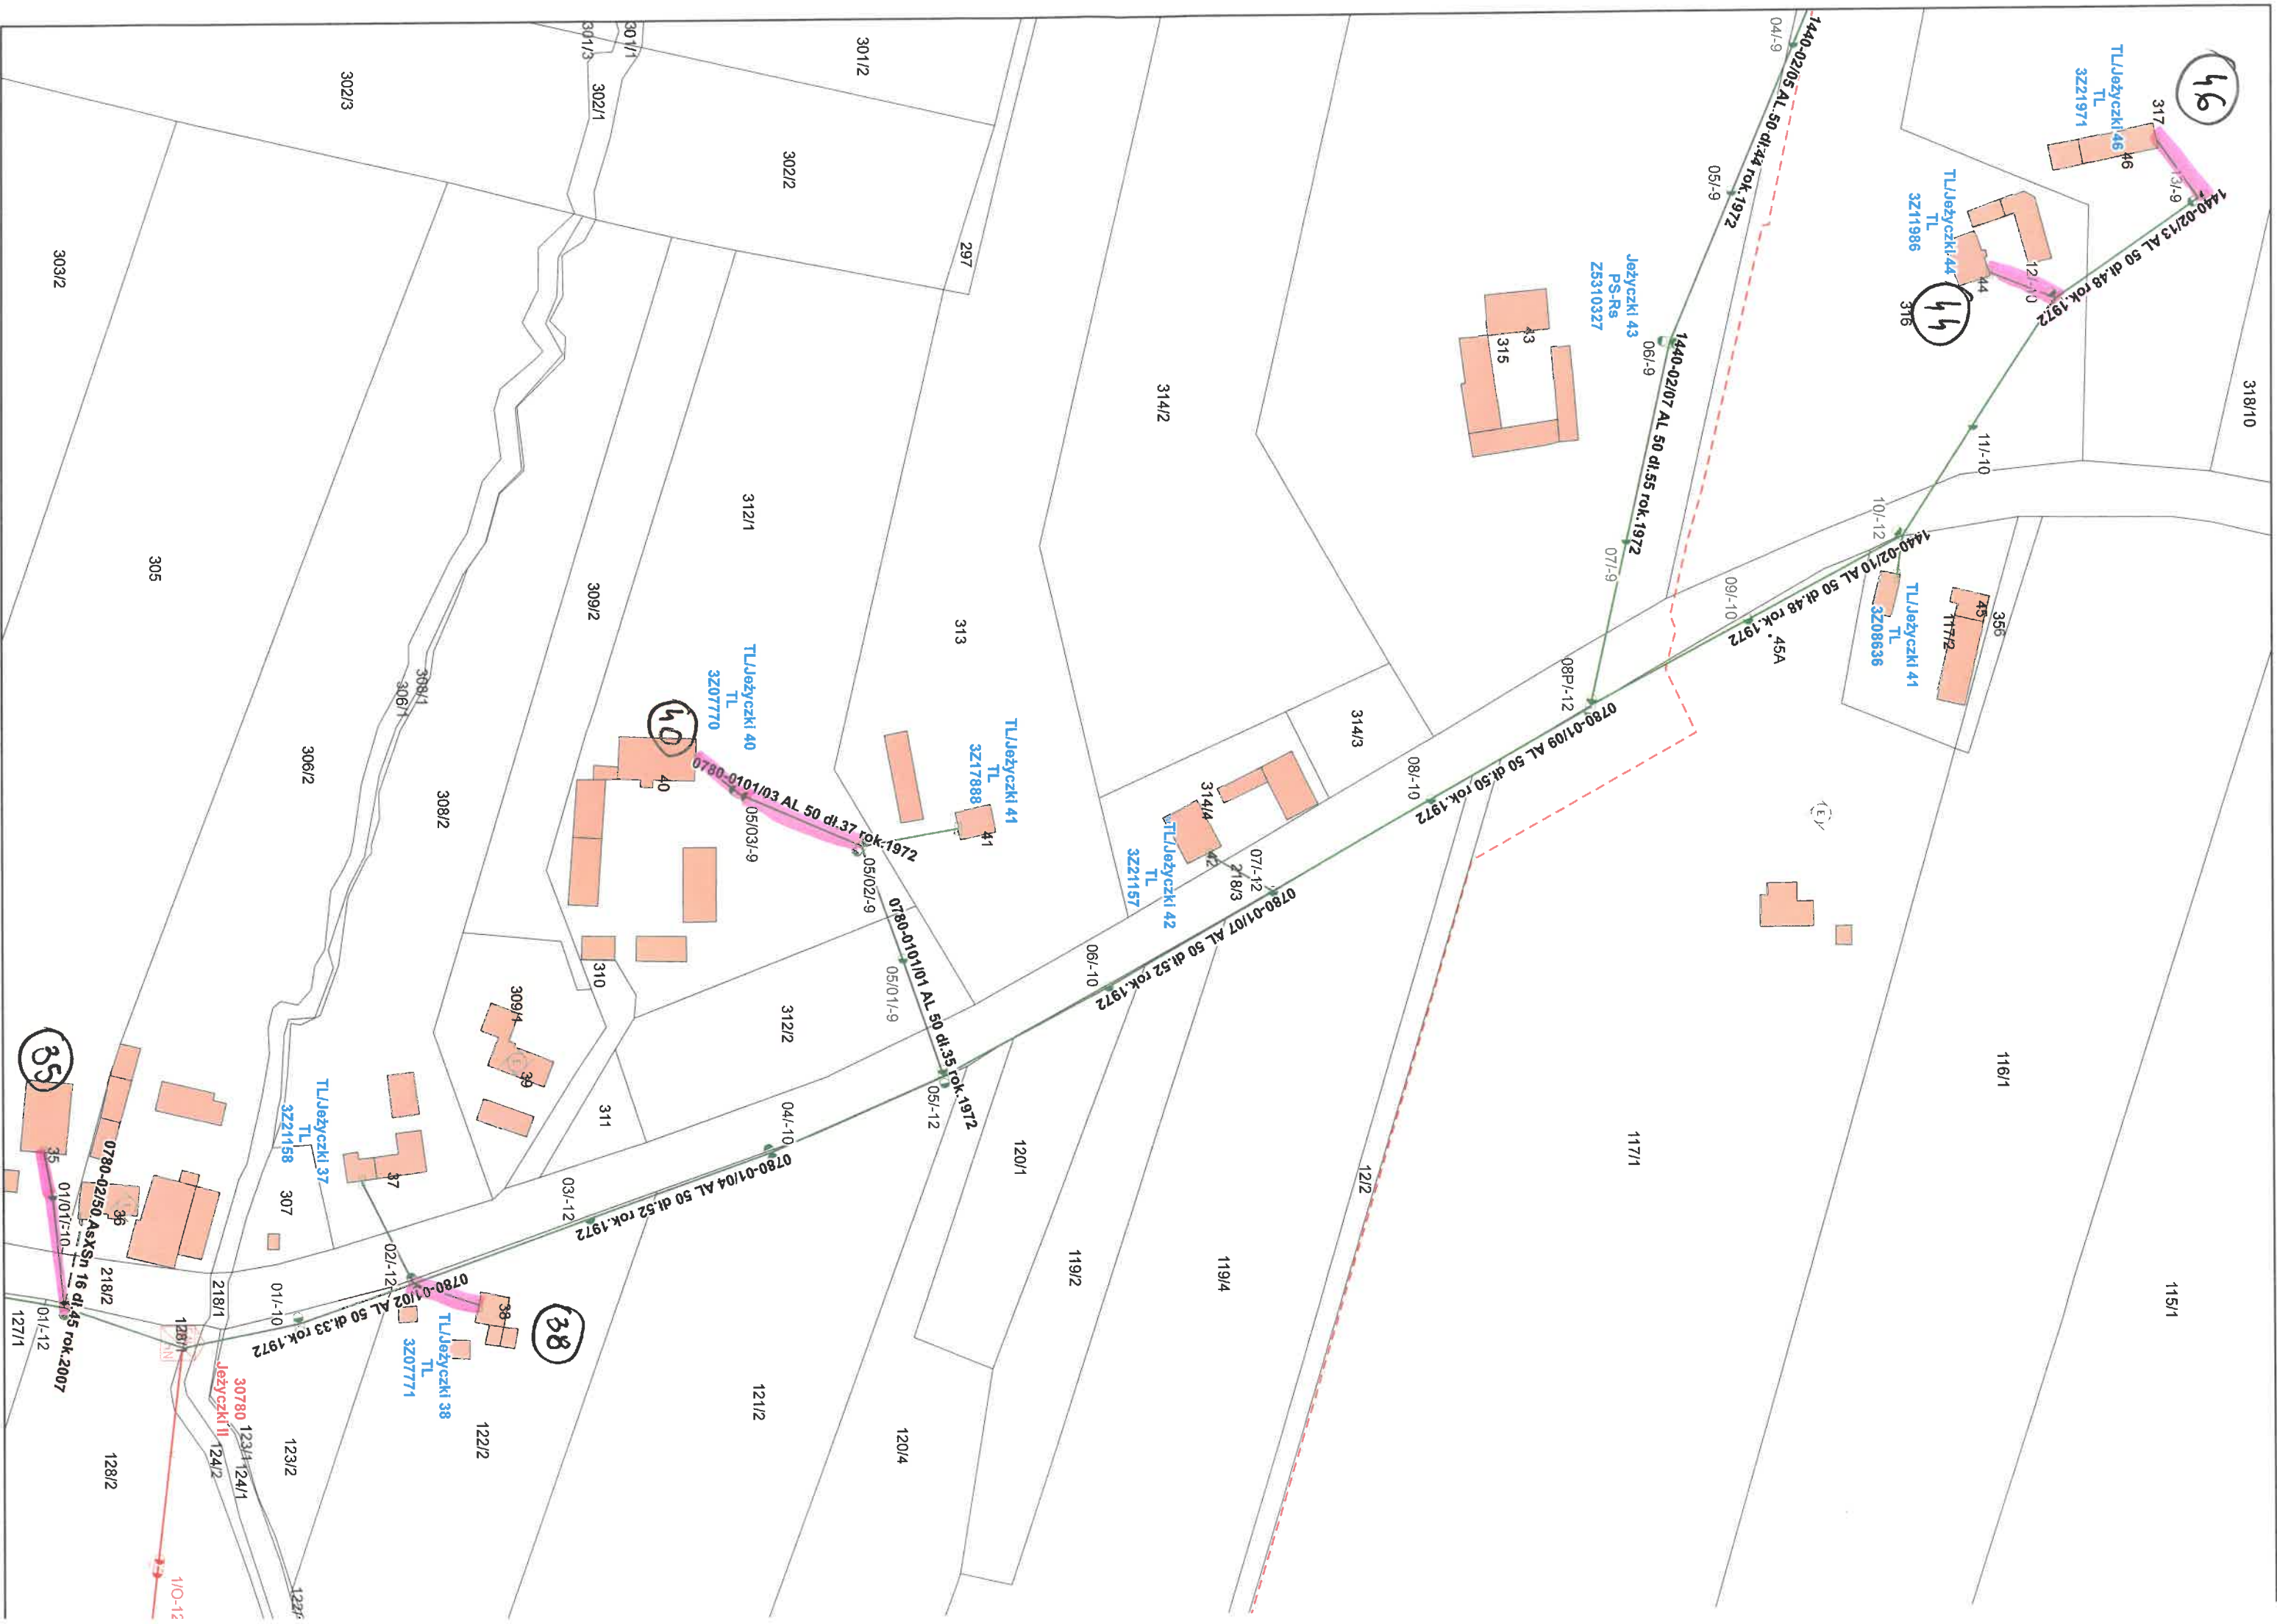 46
317
TL/Jeżyczki 46
TL
3Z21971
46
13/-9
1440-02/13 AL 50 dł.48 rok.1972
TL/Jeżyczki 44
TL
3Z11986
44
12/-10
44
316
318/10
11/-10
10/-12
1440-02/10 AL 50 dł.48 rok.1972
TL/Jeżyczki 41
TL
3Z08636
45
356
117/2
09/-10
45A
04/-9
1440-02/05 AL.50 dł.44 rok.1972
05/-9
06/-9
1440-02/07 AL 50 dł.55 rok.1972
07/-9
Jeżyczki 43
PS-Rs
Z5310327
43
315
08P/-12
0780-01/09 AL 50 dł.50 rok.1972
08/-10
E
116/1
115/1
117/1
314/2
314/3
314/4
42
218/3
07/-12
TL/Jeżyczki 42
TL
3Z21157
0780-01/07 AL 50 dł.52 rok.1972
06/-10
12/2
119/4
119/2
120/1
120/4
121/2
301/1
301/3
301/2
302/1
302/3
302/2
297
303/2
305
312/1
309/2
313
TL/Jeżyczki 41
TL
3Z17888
41
TL/Jeżyczki 40
TL
3Z07770
40
40
0780-0101/03 AL 50 dł.37 rok.1972
05/03/-9
05/02/-9
0780-0101/01 AL 50 dł.35 rok.1972
05/01/-9
05/-12
308/1
306/1
306/2
308/2
310
309/1
E
39
312/2
311
04/-10
0780-01/04 AL 50 dł.52 rok.1972
03/-12
TL/Jeżyczki 37
TL
3Z21158
37
307
02/-12
0780-01/02 AL 50 dł.33 rok.1972
38
38
TL/Jeżyczki 38
TL
3Z07771
122/2
01/-10
218/1
218/2
35
35
01/01/-10
0780-02/50 AsXSn 16 dł.45 rok.2007
36
01/-12
127/1
128/1
128/2
30780
Jeżyczki II
123/1
123/2
124/1
124/2
1/O-12